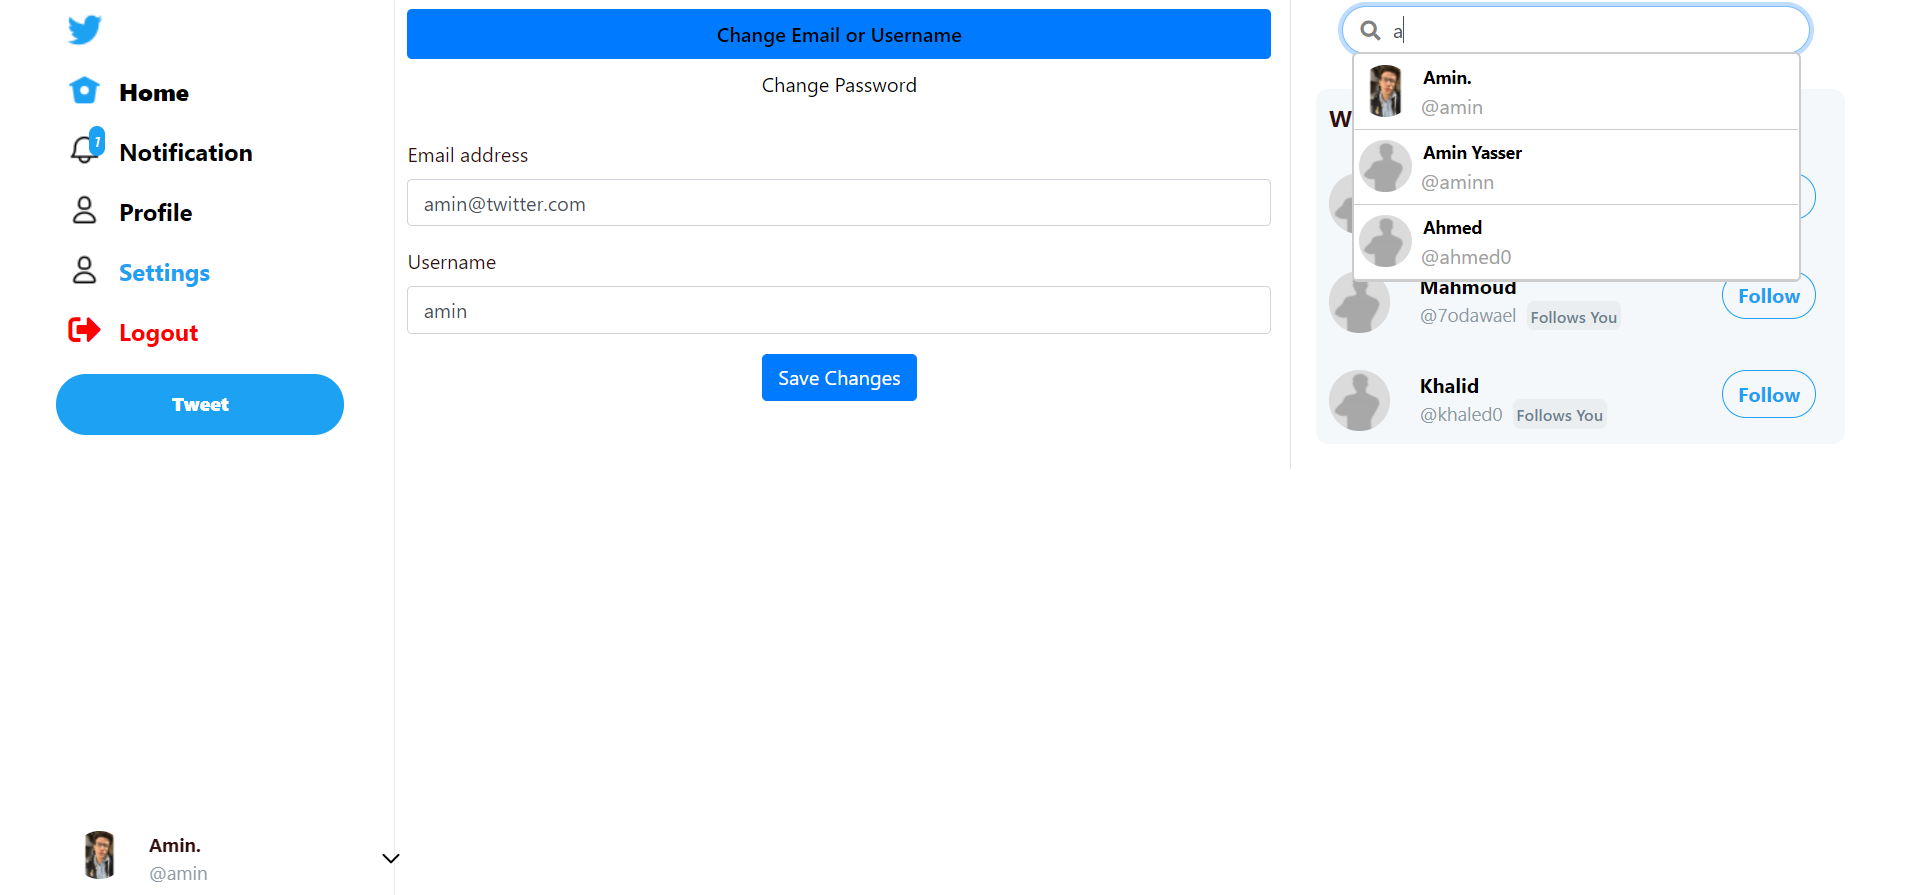 Home
1
Notification
Profile
Settings
Logout
Tweet
Amin.
@amin
Change Email or Username
Change Password
Email address
amin@twitter.com
Username
amin
Save Changes
a
Amin.
@amin
Amin Yasser
@aminn
Ahmed
@ahmed0
Mahmoud
@7odawael Follows You
Follow
Khalid
@khaled0 Follows You
Follow